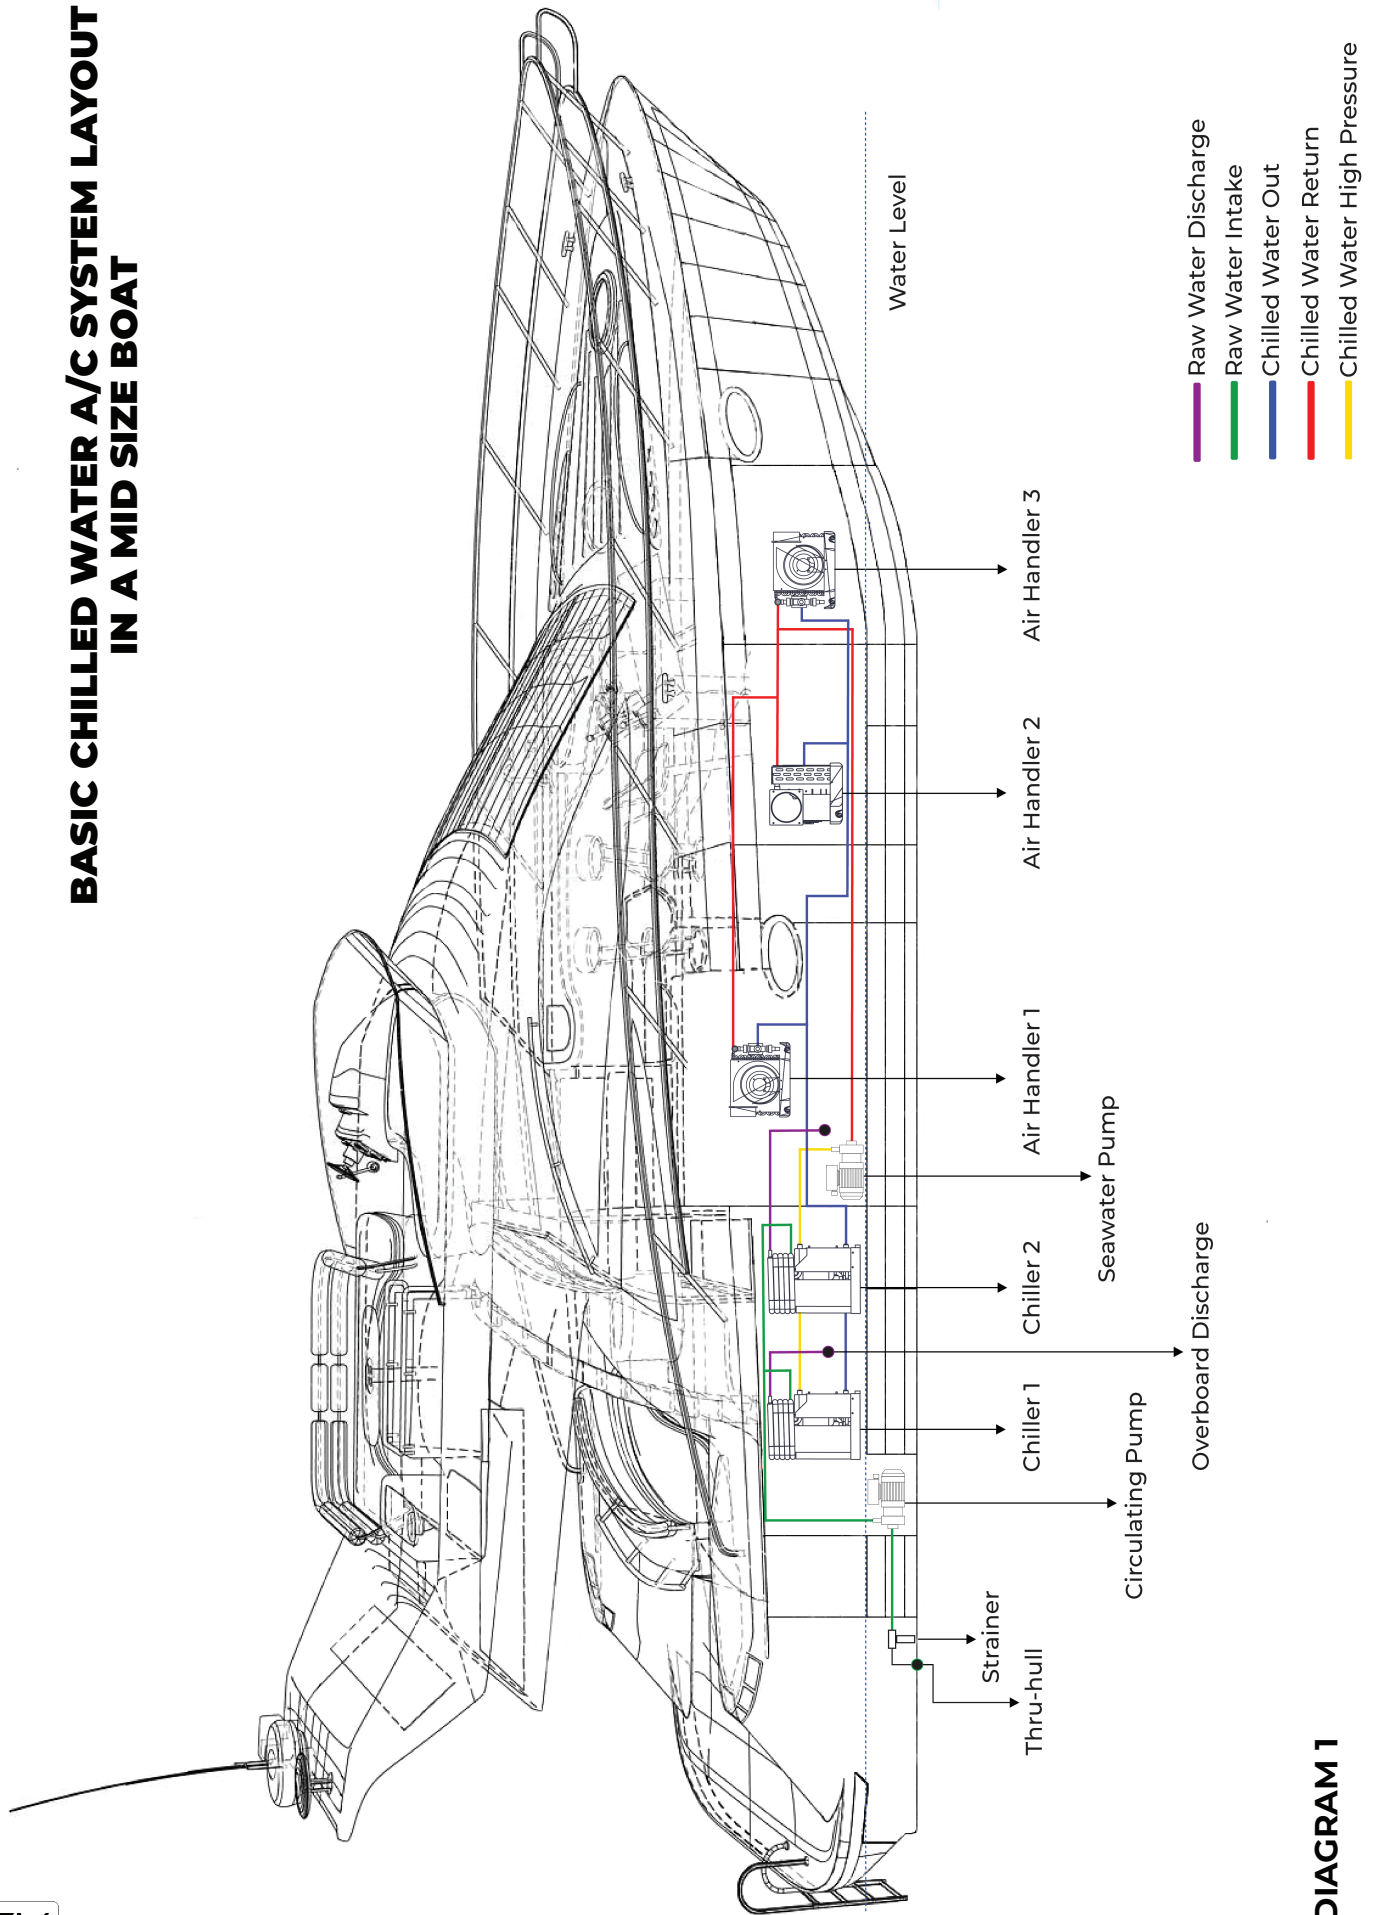 BASIC CHILLED WATER A/C SYSTEM LAYOUT
IN A MID SIZE BOAT
Water Level
Thru-hull
Strainer
Circulating Pump
Chiller 1
Overboard Discharge
Chiller 2
Seawater Pump
Air Handler 1
Air Handler 2
Air Handler 3
Raw Water Discharge
Raw Water Intake
Chilled Water Out
Chilled Water Return
Chilled Water High Pressure
DIAGRAM 1